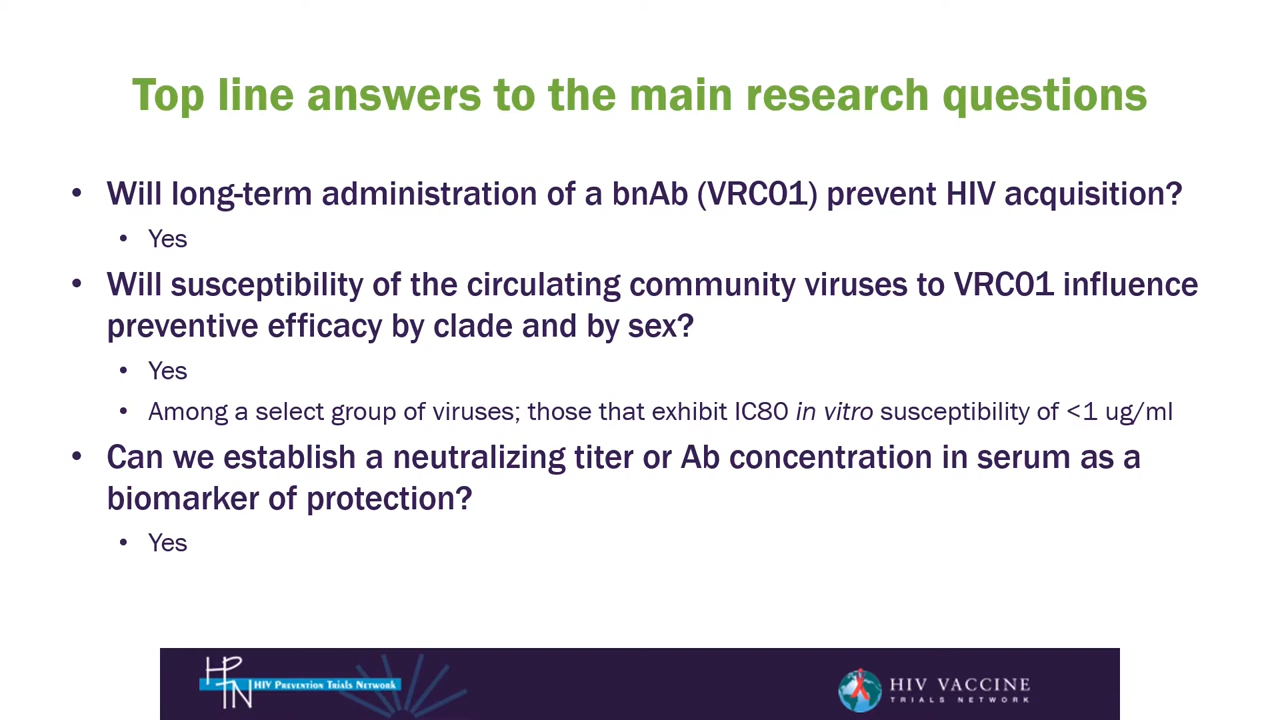 Top line answers to the main research questions
• Will long-term administration of a bnAb (VRC01) prevent HIV acquisition?
• Yes
• Will susceptibility of the circulating community viruses to VRC01 influence
preventive efficacy by clade and by sex?
• Yes
• Among a select group of viruses; those that exhibit IC80 in vitro susceptibility of <1 ug/ml
• Can we establish a neutralizing titer or Ab concentration in serum as a
biomarker of protection?
• Yes
HPTN
HIV PREVENTION TRIALS NETWORK
HIV VACCINE
TRIALS NETWORK